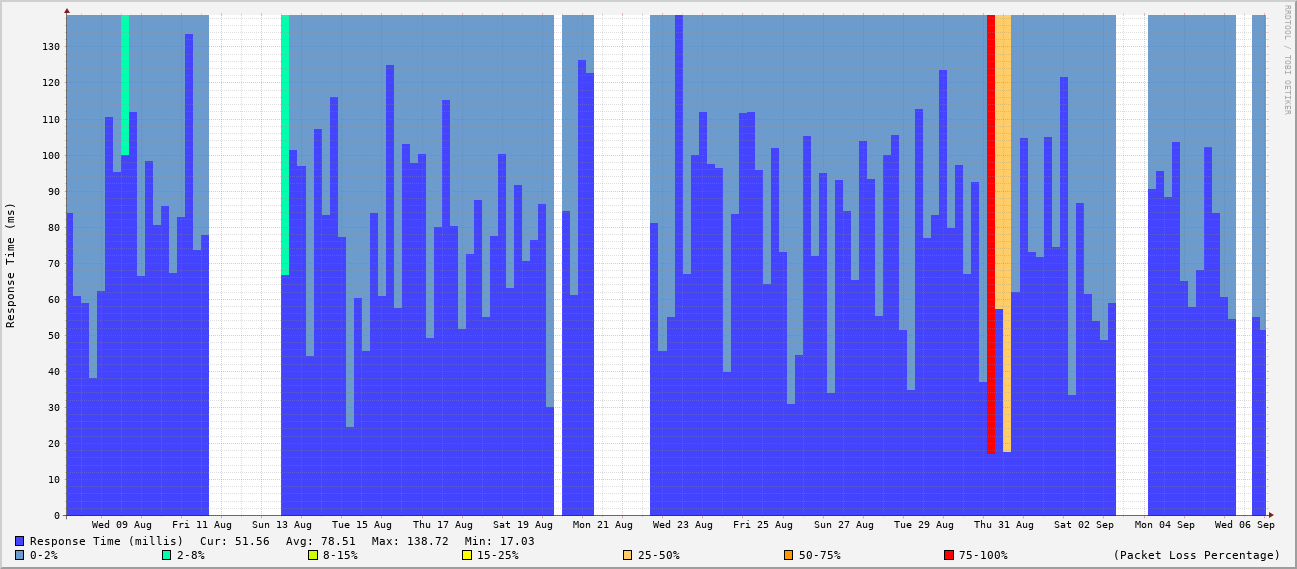 RRDTOOL / TOBI OETIKER
Response Time (ms)
130
120
110
100
90
80
70
60
50
40
30
20
10
0
Wed 09 Aug Fri 11 Aug Sun 13 Aug Tue 15 Aug Thu 17 Aug Sat 19 Aug Mon 21 Aug Wed 23 Aug Fri 25 Aug Sun 27 Aug Tue 29 Aug Thu 31 Aug Sat 02 Sep Mon 04 Sep Wed 06 Sep
Response Time (millis) Cur: 51.56 Avg: 78.51 Max: 138.72 Min: 17.03
0-2% 2-8% 8-15% 15-25% 25-50% 50-75% 75-100% (Packet Loss Percentage)